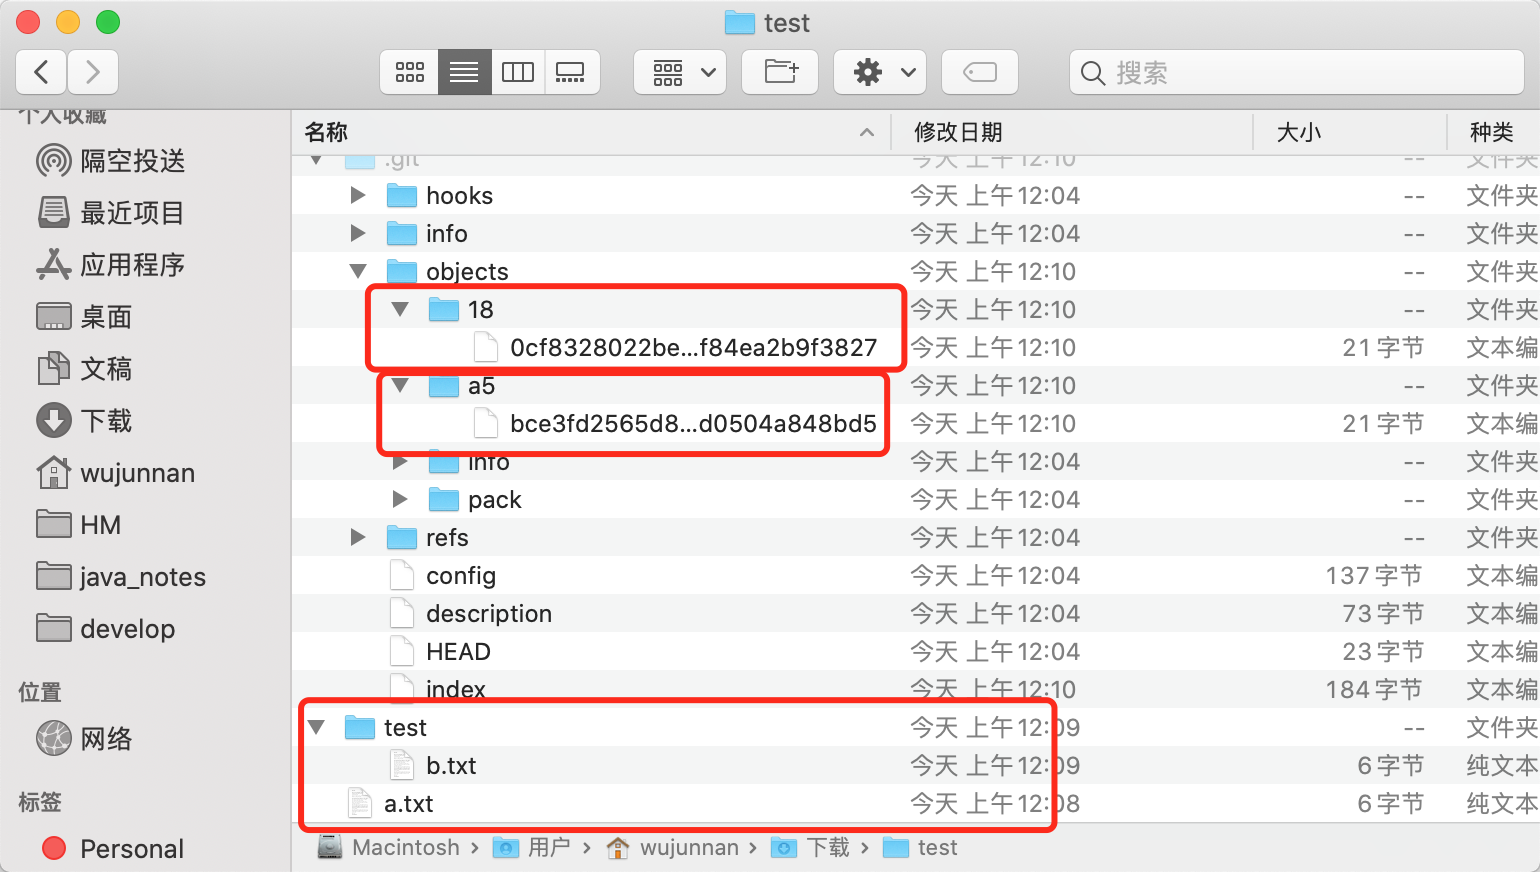 test
搜索
个人收藏
隔空投送
最近项目
应用程序
桌面
文稿
下载
wujunnan
HM
java_notes
develop
位置
网络
标签
Personal
名称 修改日期 大小 种类
.git 今天 上午12:10 -- 文件夹
hooks 今天 上午12:04 -- 文件夹
info 今天 上午12:04 -- 文件夹
objects 今天 上午12:10 -- 文件夹
18 今天 上午12:10 -- 文件夹
0cf8328022be...f84ea2b9f3827 今天 上午12:10 21 字节 文本编
a5 今天 上午12:10 -- 文件夹
bce3fd2565d8...d0504a848bd5 今天 上午12:10 21 字节 文本编
info 今天 上午12:04 -- 文件夹
pack 今天 上午12:04 -- 文件夹
refs 今天 上午12:04 -- 文件夹
config 今天 上午12:04 137 字节 文本编
description 今天 上午12:04 73 字节 文本编
HEAD 今天 上午12:04 23 字节 文本编
index 今天 上午12:10 184 字节 文本编
test 今天 上午12:09 -- 文件夹
b.txt 今天 上午12:09 6 字节 纯文本
a.txt 今天 上午12:08 6 字节 纯文本
Macintosh › 用户 › wujunnan › 下载 › test